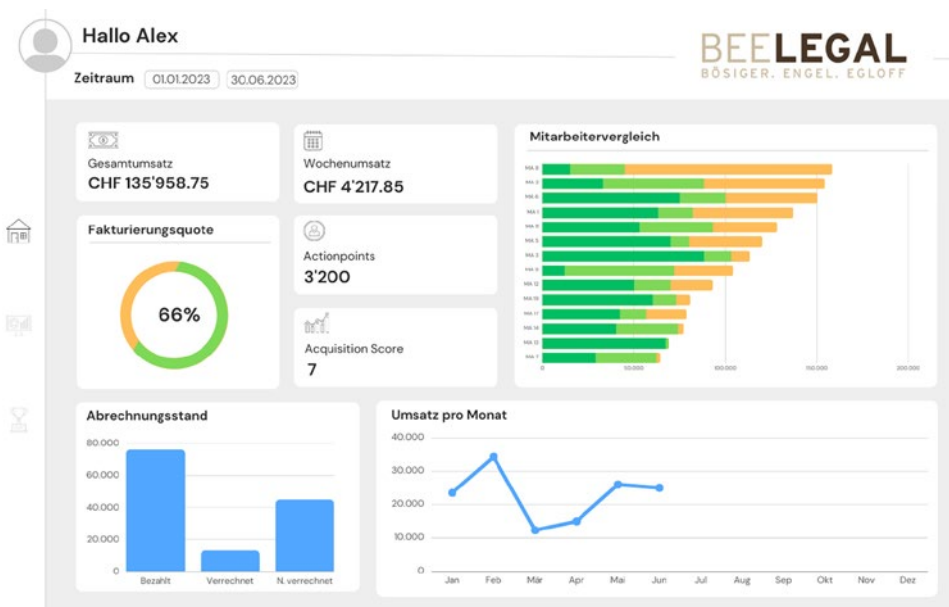 Hallo Alex
BEELEGAL
BÖSIGER. ENGEL. EGLOFF
Zeitraum 01.01.2023 30.06.2023
Gesamtumsatz
CHF 135'958.75
Wochenumsatz
CHF 4'217.85
Mitarbeitervergleich
0 50.000 100.000 150.000 200.000
Fakturierungsquote
66%
Actionpoints
3'200
Acquisition Score
7
Abrechnungsstand
80.000
60.000
40.000
20.000
0
Bezahlt Verrechnet N. verrechnet
Umsatz pro Monat
40.000
30.000
20.000
10.000
0
Jan Feb Mär Apr Mai Jun Jul Aug Sep Okt Nov Dez